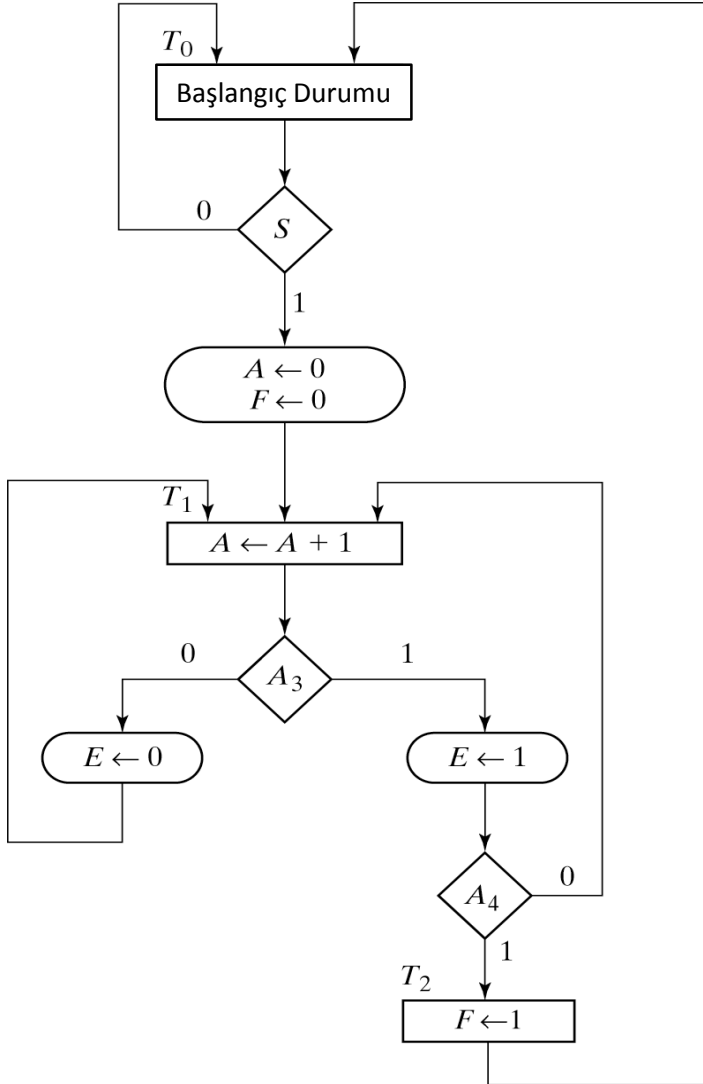 T₀
Başlangıç Durumu
0
S
1
A ← 0
F ← 0
T₁
A ← A + 1
0
A₃
1
E ← 0
E ← 1
A₄
0
1
T₂
F ←1